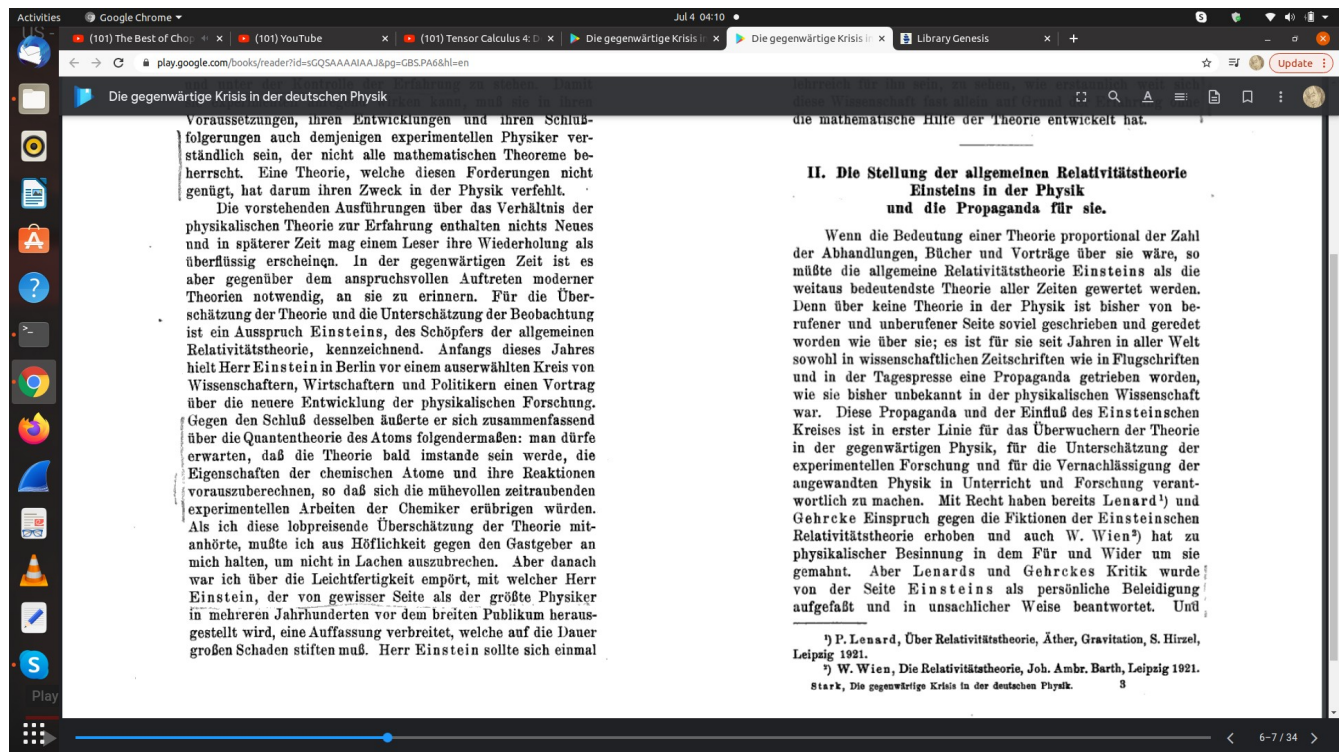 Activities
Google Chrome ▾
Jul 4 04:10
US -
(101) The Best of Chop
(101) YouTube
(101) Tensor Calculus 4: D
Die gegenwärtige Krisis in
Die gegenwärtige Krisis in
Library Genesis
play.google.com/books/reader?id=sGQSAAAAIAAJ&pg=GBS.PA6&hl=en
Update
Die gegenwärtige Krisis in der deutschen Physik
Voraussetzungen, ihren Entwicklungen und ihren Schluß-
folgerungen auch demjenigen experimentellen Physiker ver-
ständlich sein, der nicht alle mathematischen Theoreme be-
herrscht. Eine Theorie, welche diesen Forderungen nicht
genügt, hat darum ihren Zweck in der Physik verfehlt.
Die vorstehenden Ausführungen über das Verhältnis der
physikalischen Theorie zur Erfahrung enthalten nichts Neues
und in späterer Zeit mag einem Leser ihre Wiederholung als
überflüssig erscheinen. In der gegenwärtigen Zeit ist es
aber gegenüber dem anspruchsvollen Auftreten moderner
Theorien notwendig, an sie zu erinnern. Für die Über-
schätzung der Theorie und die Unterschätzung der Beobachtung
ist ein Ausspruch Einsteins, des Schöpfers der allgemeinen
Relativitätstheorie, kennzeichnend. Anfangs dieses Jahres
hielt Herr Einstein in Berlin vor einem auserwählten Kreis von
Wissenschaftern, Wirtschaftern und Politikern einen Vortrag
über die neuere Entwicklung der physikalischen Forschung.
Gegen den Schluß desselben äußerte er sich zusammenfassend
über die Quantentheorie des Atoms folgendermaßen: man dürfe
erwarten, daß die Theorie bald imstande sein werde, die
Eigenschaften der chemischen Atome und ihre Reaktionen
vorauszuberechnen, so daß sich die mühevollen zeitraubenden
experimentellen Arbeiten der Chemiker erübrigen würden.
Als ich diese lobpreisende Überschätzung der Theorie mit-
anhörte, mußte ich aus Höflichkeit gegen den Gastgeber an
mich halten, um nicht in Lachen auszubrechen. Aber danach
war ich über die Leichtfertigkeit empört, mit welcher Herr
Einstein, der von gewisser Seite als der größte Physiker
in mehreren Jahrhunderten vor dem breiten Publikum heraus-
gestellt wird, eine Auffassung verbreitet, welche auf die Dauer
großen Schaden stiften muß. Herr Einstein sollte sich einmal
die mathematische Hilfe der Theorie entwickelt hat.
II. Die Stellung der allgemeinen Relativitätstheorie
Einsteins in der Physik
und die Propaganda für sie.
Wenn die Bedeutung einer Theorie proportional der Zahl
der Abhandlungen, Bücher und Vorträge über sie wäre, so
müßte die allgemeine Relativitätstheorie Einsteins als die
weitaus bedeutendste Theorie aller Zeiten gewertet werden.
Denn über keine Theorie in der Physik ist bisher von be-
rufener und unberufener Seite soviel geschrieben und geredet
worden wie über sie; es ist für sie seit Jahren in aller Welt
sowohl in wissenschaftlichen Zeitschriften wie in Flugschriften
und in der Tagespresse eine Propaganda getrieben worden,
wie sie bisher unbekannt in der physikalischen Wissenschaft
war. Diese Propaganda und der Einfluß des Einsteinschen
Kreises ist in erster Linie für das Überwuchern der Theorie
in der gegenwärtigen Physik, für die Unterschätzung der
experimentellen Forschung und für die Vernachlässigung der
angewandten Physik in Unterricht und Forschung verant-
wortlich zu machen. Mit Recht haben bereits Lenard¹) und
Gehrcke Einspruch gegen die Fiktionen der Einsteinschen
Relativitätstheorie erhoben und auch W. Wien²) hat zu
physikalischer Besinnung in dem Für und Wider um sie
gemahnt. Aber Lenards und Gehrckes Kritik wurde
von der Seite Einsteins als persönliche Beleidigung
aufgefaßt und in unsachlicher Weise beantwortet. Und
¹) P. Lenard, Über Relativitätstheorie, Äther, Gravitation, S. Hirzel,
Leipzig 1921.
²) W. Wien, Die Relativitätstheorie, Joh. Ambr. Barth, Leipzig 1921.
Stark, Die gegenwärtige Krisis in der deutschen Physik. 3
Play
6-7 / 34